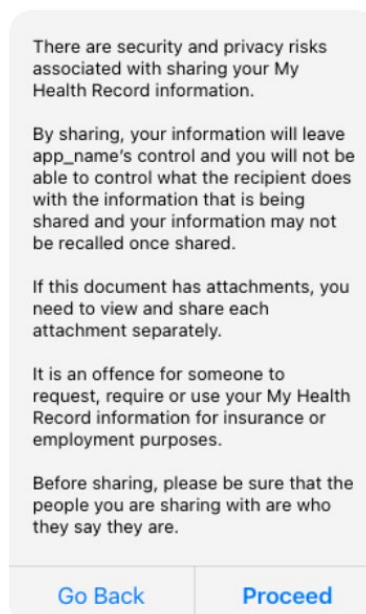 There are security and privacy risks
associated with sharing your My
Health Record information.
By sharing, your information will leave
app_name's control and you will not be
able to control what the recipient does
with the information that is being
shared and your information may not
be recalled once shared.
If this document has attachments, you
need to view and share each
attachment separately.
It is an offence for someone to
request, require or use your My Health
Record information for insurance or
employment purposes.
Before sharing, please be sure that the
people you are sharing with are who
they say they are.
Go Back
Proceed